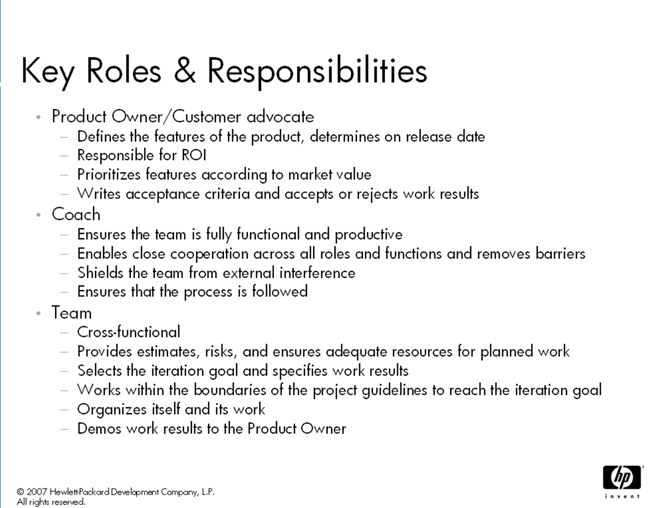 Key Roles & Responsibilities
• Product Owner/Customer advocate
– Defines the features of the product, determines on release date
– Responsible for ROI
– Prioritizes features according to market value
– Writes acceptance criteria and accepts or rejects work results
• Coach
– Ensures the team is fully functional and productive
– Enables close cooperation across all roles and functions and removes barriers
– Shields the team from external interference
– Ensures that the process is followed
• Team
– Cross-functional
– Provides estimates, risks, and ensures adequate resources for planned work
– Selects the iteration goal and specifies work results
– Works within the boundaries of the project guidelines to reach the iteration goal
– Organizes itself and its work
– Demos work results to the Product Owner
© 2007 Hewlett-Packard Development Company, L.P.
All rights reserved.
hp
invent